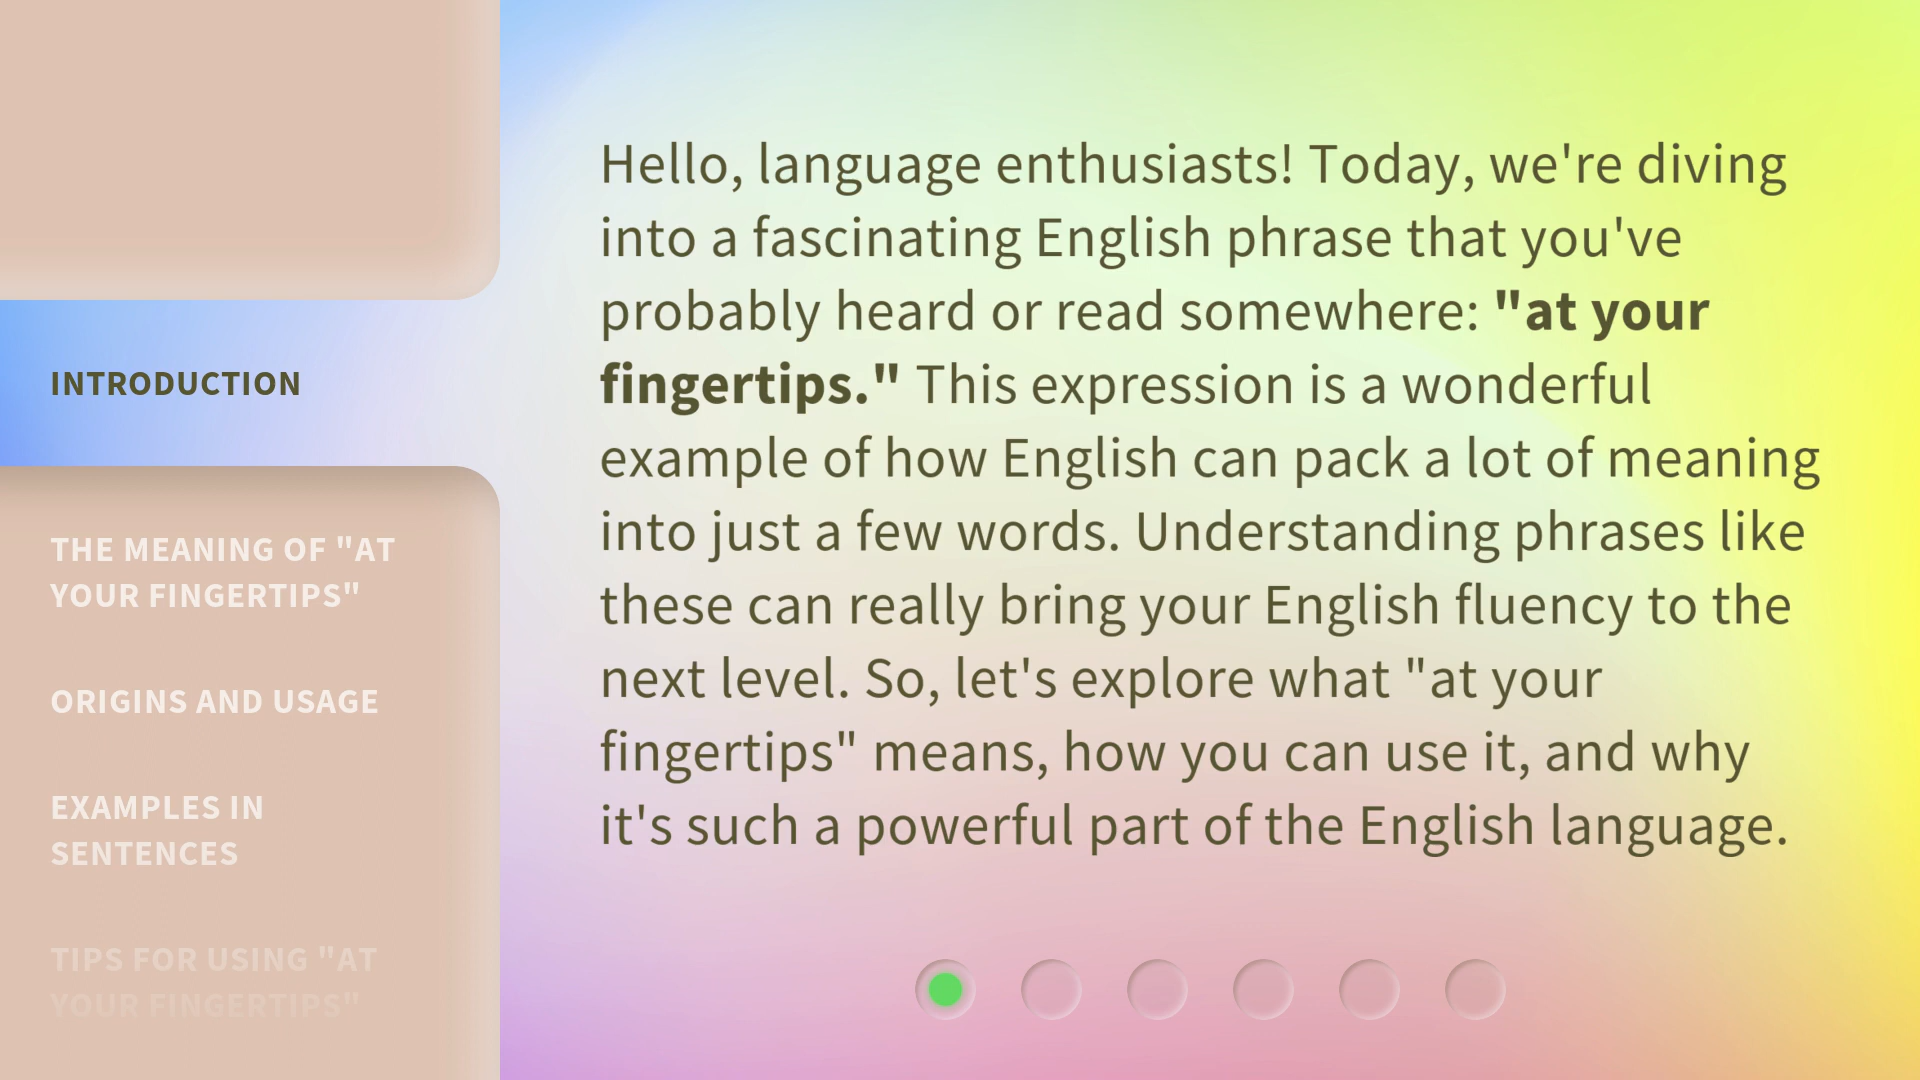 INTRODUCTION
THE MEANING OF "AT
YOUR FINGERTIPS"
ORIGINS AND USAGE
EXAMPLES IN
SENTENCES
TIPS FOR USING "AT
YOUR FINGERTIPS"
Hello, language enthusiasts! Today, we're diving
into a fascinating English phrase that you've
probably heard or read somewhere: "at your
fingertips." This expression is a wonderful
example of how English can pack a lot of meaning
into just a few words. Understanding phrases like
these can really bring your English fluency to the
next level. So, let's explore what "at your
fingertips" means, how you can use it, and why
it's such a powerful part of the English language.